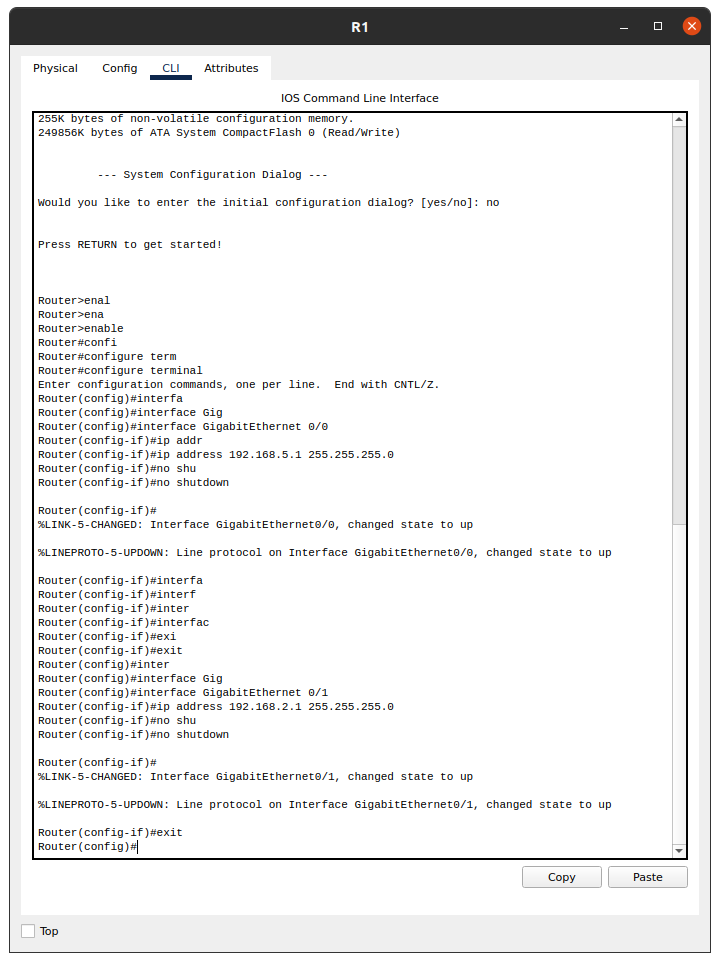 R1
Physical Config CLI Attributes
IOS Command Line Interface
255K bytes of non-volatile configuration memory.
249856K bytes of ATA System CompactFlash 0 (Read/Write)
--- System Configuration Dialog ---
Would you like to enter the initial configuration dialog? [yes/no]: no
Press RETURN to get started!
Router>enal
Router>ena
Router>enable
Router#confi
Router#configure term
Router#configure terminal
Enter configuration commands, one per line.  End with CNTL/Z.
Router(config)#interfa
Router(config)#interface Gig
Router(config)#interface GigabitEthernet 0/0
Router(config-if)#ip addr
Router(config-if)#ip address 192.168.5.1 255.255.255.0
Router(config-if)#no shu
Router(config-if)#no shutdown
Router(config-if)#
%LINK-5-CHANGED: Interface GigabitEthernet0/0, changed state to up
%LINEPROTO-5-UPDOWN: Line protocol on Interface GigabitEthernet0/0, changed state to up
Router(config-if)#interfa
Router(config-if)#interf
Router(config-if)#inter
Router(config-if)#interfac
Router(config-if)#exi
Router(config-if)#exit
Router(config)#inter
Router(config)#interface Gig
Router(config)#interface GigabitEthernet 0/1
Router(config-if)#ip address 192.168.2.1 255.255.255.0
Router(config-if)#no shu
Router(config-if)#no shutdown
Router(config-if)#
%LINK-5-CHANGED: Interface GigabitEthernet0/1, changed state to up
%LINEPROTO-5-UPDOWN: Line protocol on Interface GigabitEthernet0/1, changed state to up
Router(config-if)#exit
Router(config)#
Copy Paste
Top